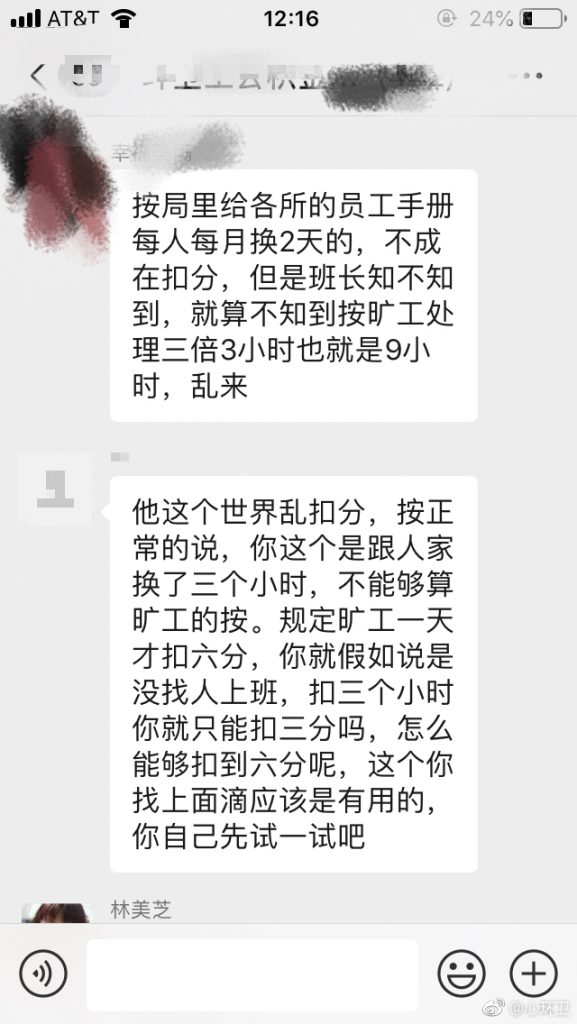 AT&T
12:16
24%
按局里给各所的员工手册
每人每月换2天的，不成
在扣分，但是班长知不知
到，就算不知到按旷工处
理三倍3小时也就是9小
时，乱来
他这个世界乱扣分，按正
常的说，你这个是跟人家
换了三个小时，不能够算
旷工的按。规定旷工一天
才扣六分，你就假如说是
没找人上班，扣三个小时
你就只能扣三分吗，怎么
能够扣到六分呢，这个你
找上面滴应该是有用的，
你自己先试一试吧
林美芝
@心环卫